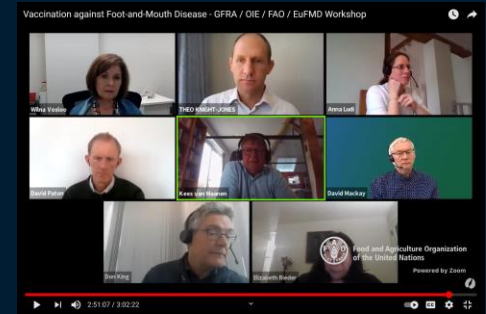 Vaccination against Foot-and-Mouth Disease - GFRA / OIE / FAO / EuFMD Workshop
Wilna Vosloo
THEO KNIGHT-JONES
Anna Ludi
David Paton
Kees van Maanen
David Mackay
Don King
Elizabeth Rieder
Food and Agriculture Organization
of the United Nations
Powered by Zoom
2:51:07 / 3:02:22
CC